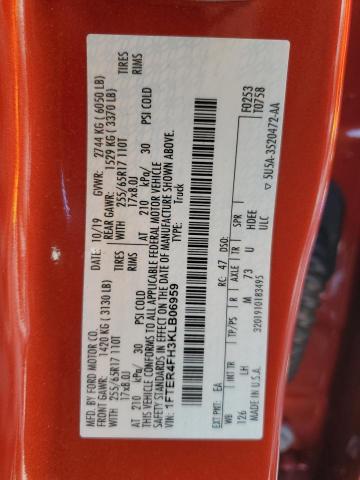 MFD. BY FORD MOTOR CO.
DATE: 10/19 GVWR: 2744 KG (6050 LB)
FRONT GAWR: 1420 KG (3130 LB) REAR GAWR: 1529 KG (3370 LB)
WITH 255/65R17 110T TIRES WITH 255/65R17 110T TIRES
17x8.0J RIMS 17x8.0J RIMS
AT 210 kPa/ 30 PSI COLD AT 210 kPa/ 30 PSI COLD
THIS VEHICLE CONFORMS TO ALL APPLICABLE FEDERAL MOTOR VEHICLE
SAFETY STANDARDS IN EFFECT ON THE DATE OF MANUFACTURE SHOWN ABOVE.
VIN: 1FTER4FH3KLB06959
TYPE: Truck
F0253
T0758
EXT PNT: EA RC: 47 DSO:
WB TP/PS R AXLE TR SPR
126 LH M 73 U HDEE
ULC
MADE IN U.S.A.
3201910183495
▽ 5U5A-3520472-AA